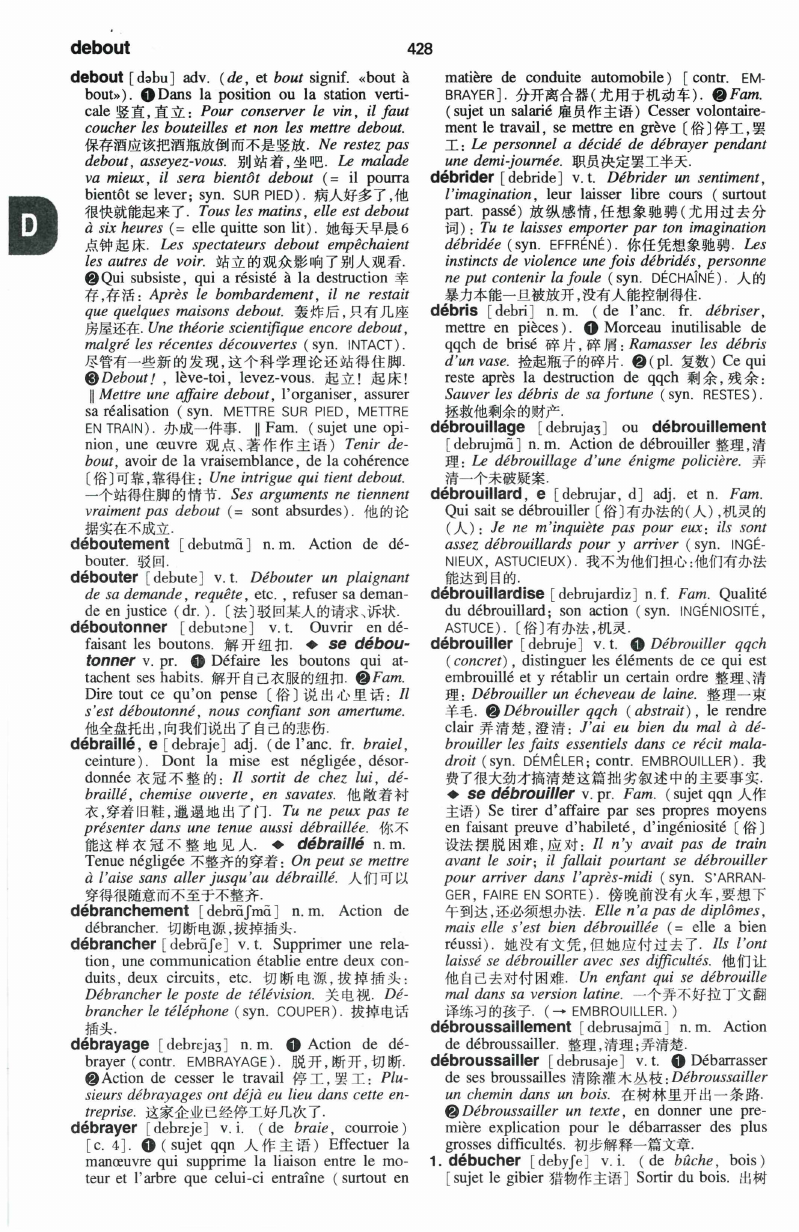 debout
428
D
debout [dəbu] adv. (de, et bout signif. «bout à
bout»). ❶Dans la position ou la station verti-
cale 竖直,直立: Pour conserver le vin, il faut
coucher les bouteilles et non les mettre debout.
保存酒应该把酒瓶放倒而不是竖放. Ne restez pas
debout, asseyez-vous. 别站着,坐吧. Le malade
va mieux, il sera bientôt debout (= il pourra
bientôt se lever; syn. SUR PIED). 病人好多了,他
很快就能起来了. Tous les matins, elle est debout
à six heures (= elle quitte son lit). 她每天早晨6
点钟起床. Les spectateurs debout empêchaient
les autres de voir. 站立的观众影响了别人观看.
❷Qui subsiste, qui a résisté à la destruction 幸
存,存活: Après le bombardement, il ne restait
que quelques maisons debout. 轰炸后,只有几座
房屋还在. Une théorie scientifique encore debout,
malgré les récentes découvertes (syn. INTACT).
尽管有一些新的发现,这个科学理论还站得住脚.
❸Debout!, lève-toi, levez-vous. 起立! 起床!
‖ Mettre une affaire debout, l'organiser, assurer
sa réalisation (syn. METTRE SUR PIED, METTRE
EN TRAIN). 办成一件事. ‖ Fam. (sujet une opi-
nion, une œuvre 观点、著作作主语) Tenir de-
bout, avoir de la vraisemblance, de la cohérence
〔俗〕可靠,靠得住: Une intrigue qui tient debout.
一个站得住脚的情节. Ses arguments ne tiennent
vraiment pas debout (= sont absurdes). 他的论
据实在不成立.
déboutement [debutmɑ̃] n.m. Action de dé-
bouter. 驳回.
débouter [debute] v.t. Débouter un plaignant
de sa demande, requête, etc., refuser sa deman-
de en justice (dr.). 〔法〕驳回某人的请求、诉状.
déboutonner [debutɔne] v.t. Ouvrir en dé-
faisant les boutons. 解开纽扣. ◆ se débou-
tonner v. pr. ❶ Défaire les boutons qui at-
tachent ses habits. 解开自己衣服的纽扣. ❷Fam.
Dire tout ce qu'on pense 〔俗〕说出心里话: Il
s'est déboutonné, nous confiant son amertume.
他全盘托出,向我们说出了自己的悲伤.
débraillé, e [debraje] adj. (de l'anc. fr. braiel,
ceinture). Dont la mise est négligée, désor-
donnée 衣冠不整的: Il sortit de chez lui, dé-
braillé, chemise ouverte, en savates. 他敞着衬
衣,穿着旧鞋,邋遢地出了门. Tu ne peux pas te
présenter dans une tenue aussi débraillée. 你不
能这样衣冠不整地见人. ◆ débraillé n.m.
Tenue négligée 不整齐的穿着: On peut se mettre
à l'aise sans aller jusqu'au débraillé. 人们可以
穿得很随意而不至于不整齐.
débranchement [debrɑ̃ʃmɑ̃] n.m. Action de
débrancher. 切断电源,拔掉插头.
débrancher [debrɑ̃ʃe] v.t. Supprimer une rela-
tion, une communication établie entre deux con-
duits, deux circuits, etc. 切断电源,拔掉插头:
Débrancher le poste de télévision. 关电视. Dé-
brancher le téléphone (syn. COUPER). 拔掉电话
插头.
débrayage [debrɛjaʒ] n.m. ❶ Action de dé-
brayer (contr. EMBRAYAGE). 脱开,断开,切断.
❷Action de cesser le travail 停工,罢工: Plu-
sieurs débrayages ont déjà eu lieu dans cette en-
treprise. 这家企业已经停工好几次了.
débrayer [debrɛje] v.i. (de braie, courroie)
[c. 4]. ❶ (sujet qqn 人作主语) Effectuer la
manœuvre qui supprime la liaison entre le mo-
teur et l'arbre que celui-ci entraîne (surtout en
matière de conduite automobile) [contr. EM-
BRAYER]. 分开离合器(尤用于机动车). ❷Fam.
(sujet un salarié 雇员作主语) Cesser volontaire-
ment le travail, se mettre en grève 〔俗〕停工,罢
工: Le personnel a décidé de débrayer pendant
une demi-journée. 职员决定罢工半天.
débrider [debride] v.t. Débrider un sentiment,
l'imagination, leur laisser libre cours (surtout
part. passé) 放纵感情,任想象驰骋(尤用过去分
词): Tu te laisses emporter par ton imagination
débridée (syn. EFFRÉNÉ). 你任凭想象驰骋. Les
instincts de violence une fois débridés, personne
ne put contenir la foule (syn. DÉCHAÎNÉ). 人的
暴力本能一旦被放开,没有人能控制得住.
débris [debri] n.m. (de l'anc. fr. débriser,
mettre en pièces). ❶ Morceau inutilisable de
qqch de brisé 碎片,碎屑: Ramasser les débris
d'un vase. 捡起瓶子的碎片. ❷(pl. 复数) Ce qui
reste après la destruction de qqch 剩余,残余:
Sauver les débris de sa fortune (syn. RESTES).
拯救他剩余的财产.
débrouillage [debrujaʒ] ou débrouillement
[debrujmɑ̃] n.m. Action de débrouiller 整理,清
理: Le débrouillage d'une énigme policière. 弄
清一个未破疑案.
débrouillard, e [debrujar, d] adj. et n. Fam.
Qui sait se débrouiller 〔俗〕有办法的(人),机灵的
(人): Je ne m'inquiète pas pour eux; ils sont
assez débrouillards pour y arriver (syn. INGÉ-
NIEUX, ASTUCIEUX). 我不为他们担心:他们有办法
能达到目的.
débrouillardise [debrujardiz] n.f. Fam. Qualité
du débrouillard; son action (syn. INGÉNIOSITÉ,
ASTUCE). 〔俗〕有办法,机灵.
débrouiller [debruje] v.t. ❶ Débrouiller qqch
(concret), distinguer les éléments de ce qui est
embrouillé et y rétablir un certain ordre 整理、清
理: Débrouiller un écheveau de laine. 整理一束
羊毛. ❷ Débrouiller qqch (abstrait), le rendre
clair 弄清楚,澄清: J'ai eu bien du mal à dé-
brouiller les faits essentiels dans ce récit mala-
droit (syn. DÉMÊLER; contr. EMBROUILLER). 我
费了很大劲才搞清楚这篇拙劣叙述中的主要事实.
◆ se débrouiller v. pr. Fam. (sujet qqn 人作
主语) Se tirer d'affaire par ses propres moyens
en faisant preuve d'habileté, d'ingéniosité 〔俗〕
设法摆脱困难,应对: Il n'y avait pas de train
avant le soir; il fallait pourtant se débrouiller
pour arriver dans l'après-midi (syn. S'ARRAN-
GER, FAIRE EN SORTE). 傍晚前没有火车,要想下
午到达,还必须想办法. Elle n'a pas de diplômes,
mais elle s'est bien débrouillée (= elle a bien
réussi). 她没有文凭,但她应付过去了. Ils l'ont
laissé se débrouiller avec ses difficultés. 他们让
他自己去对付困难. Un enfant qui se débrouille
mal dans sa version latine. 一个弄不好拉丁文翻
译练习的孩子. (→ EMBROUILLER.)
débroussaillement [debrusajmɑ̃] n.m. Action
de débroussailler. 整理,清理;弄清楚.
débroussailler [debrusaje] v.t. ❶ Débarrasser
de ses broussailles 清除灌木丛枝:Débroussailler
un chemin dans un bois. 在树林里开出一条路.
❷Débroussailler un texte, en donner une pre-
mière explication pour le débarrasser des plus
grosses difficultés. 初步解释一篇文章.
1. débucher [debyʃe] v.i. (de bûche, bois)
[sujet le gibier 猎物作主语] Sortir du bois. 出树